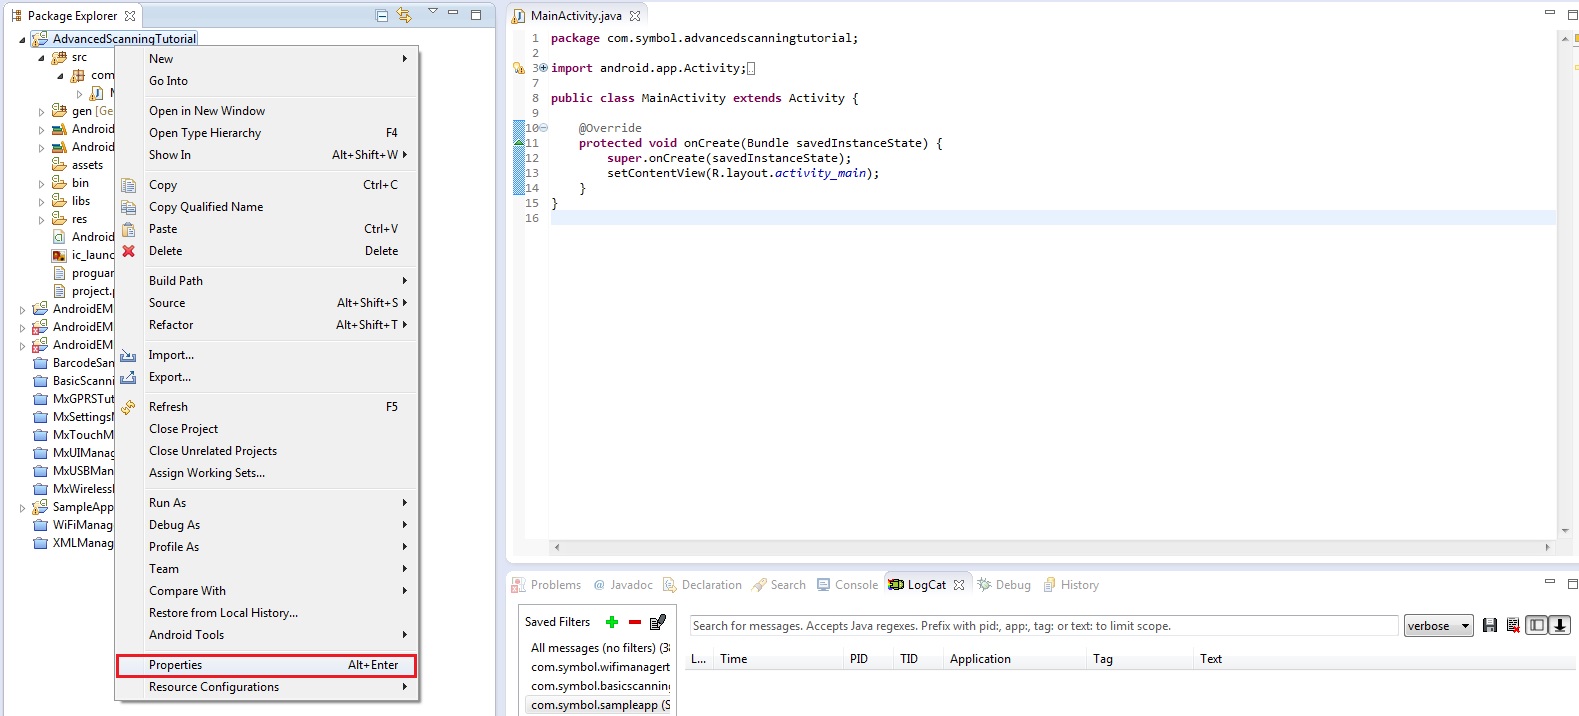 Package Explorer
AdvancedScanningTutorial
src
com
gen [Ge
Android
Android
assets
bin
libs
res
Android
ic_launc
proguar
project.p
AndroidEM
AndroidEM
AndroidEM
BarcodeSan
BasicScanni
MxGPRSTut
MxSettings
MxTouchM
MxUIManag
MxUSBMan
MxWireless
SampleApp
WiFiManag
XMLManag
New
Go Into
Open in New Window
Open Type Hierarchy F4
Show In Alt+Shift+W
Copy Ctrl+C
Copy Qualified Name
Paste Ctrl+V
Delete Delete
Build Path
Source Alt+Shift+S
Refactor Alt+Shift+T
Import...
Export...
Refresh F5
Close Project
Close Unrelated Projects
Assign Working Sets...
Run As
Debug As
Profile As
Team
Compare With
Restore from Local History...
Android Tools
Properties Alt+Enter
Resource Configurations
MainActivity.java
1 package com.symbol.advancedscanningtutorial;
2
3 import android.app.Activity;
7
8 public class MainActivity extends Activity {
9
10 @Override
11 protected void onCreate(Bundle savedInstanceState) {
12 super.onCreate(savedInstanceState);
13 setContentView(R.layout.activity_main);
14 }
15 }
16
Problems @ Javadoc Declaration Search Console LogCat Debug History
Saved Filters
All messages (no filters) (3
com.symbol.wifimanagert
com.symbol.basicscanning
com.symbol.sampleapp (S
Search for messages. Accepts Java regexes. Prefix with pid:, app:, tag: or text: to limit scope.
verbose
L... Time PID TID Application Tag Text